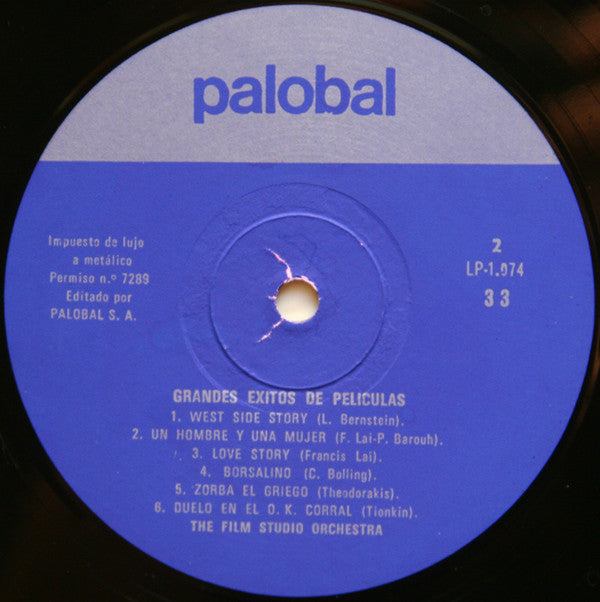 palobal
Impuesto de lujo
a metálico
Permiso n.º 7289
Editado por
PALOBAL S. A.
2
LP-1.074
33
GRANDES EXITOS DE PELICULAS
1. WEST SIDE STORY (L. Bernstein).
2. UN HOMBRE Y UNA MUJER (F. Lai-P. Barouh).
3. LOVE STORY (Francis Lai).
4. BORSALINO (C. Bolling).
5. ZORBA EL GRIEGO (Theodorakis).
6. DUELO EN EL O. K. CORRAL (Tionkin).
THE FILM STUDIO ORCHESTRA